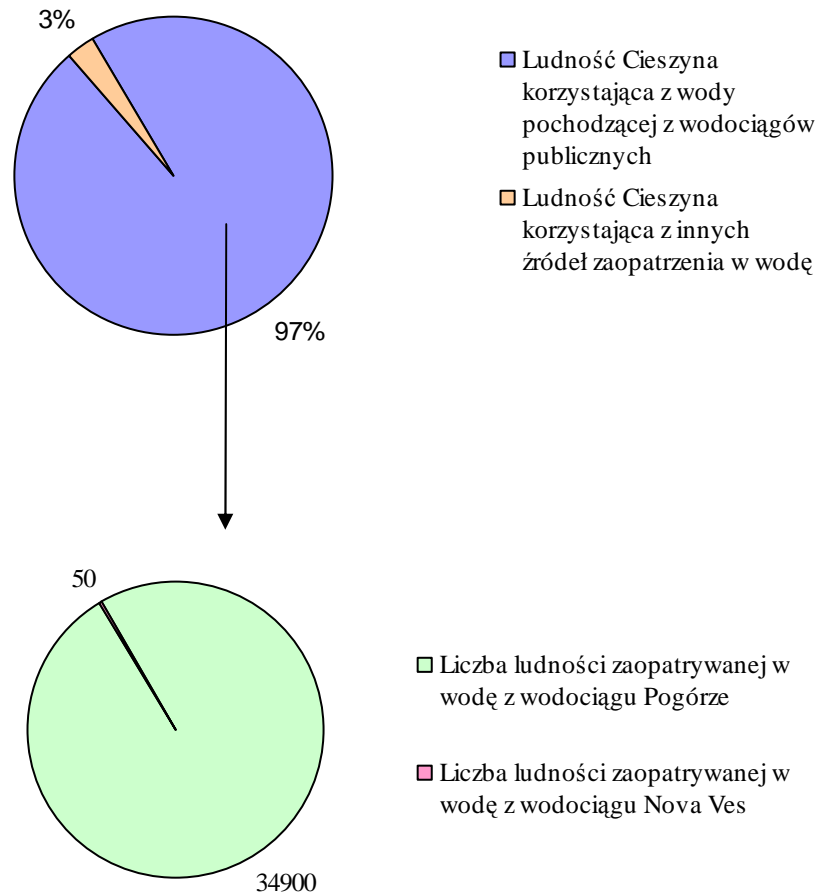 3%
97%
Ludność Cieszyna
korzystająca z wody
pochodzącej z wodociągów
publicznych
Ludność Cieszyna
korzystająca z innych
źródeł zaopatrzenia w wodę
50
34900
Liczba ludności zaopatrywanej w
wodę z wodociągu Pogórze
Liczba ludności zaopatrywanej w
wodę z wodociągu Nova Ves